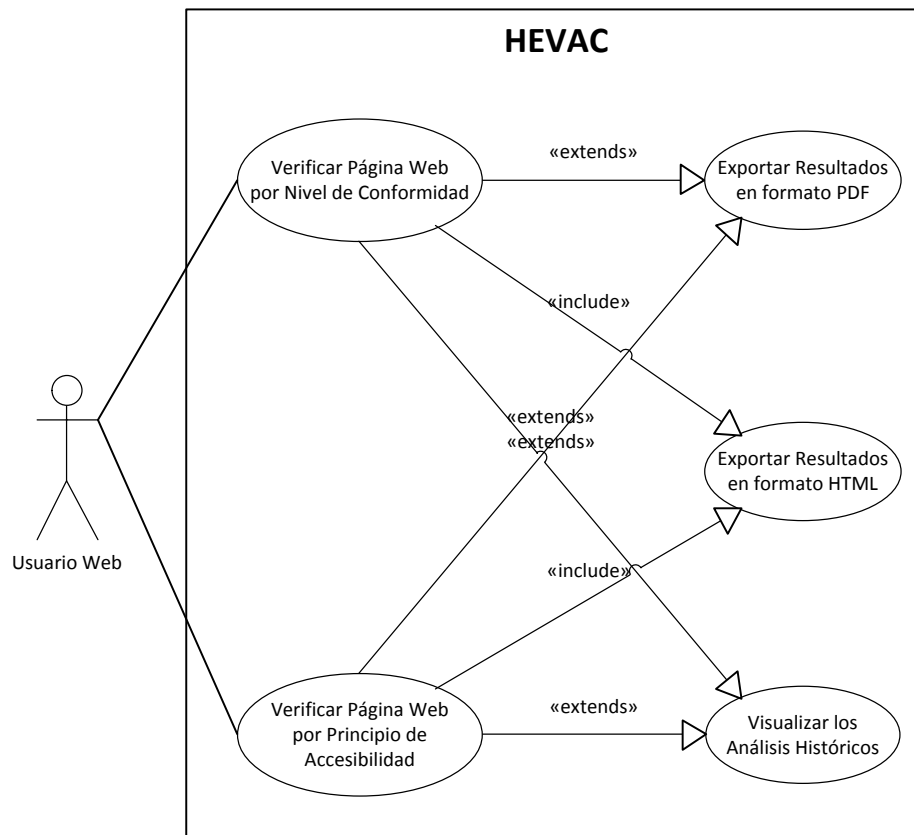 HEVAC
Verificar Página Web
por Nivel de Conformidad
«extends»
Exportar Resultados
en formato PDF
«include»
«extends»
«extends»
Exportar Resultados
en formato HTML
Usuario Web
«include»
Verificar Página Web
por Principio de
Accesibilidad
«extends»
Visualizar los
Análisis Históricos